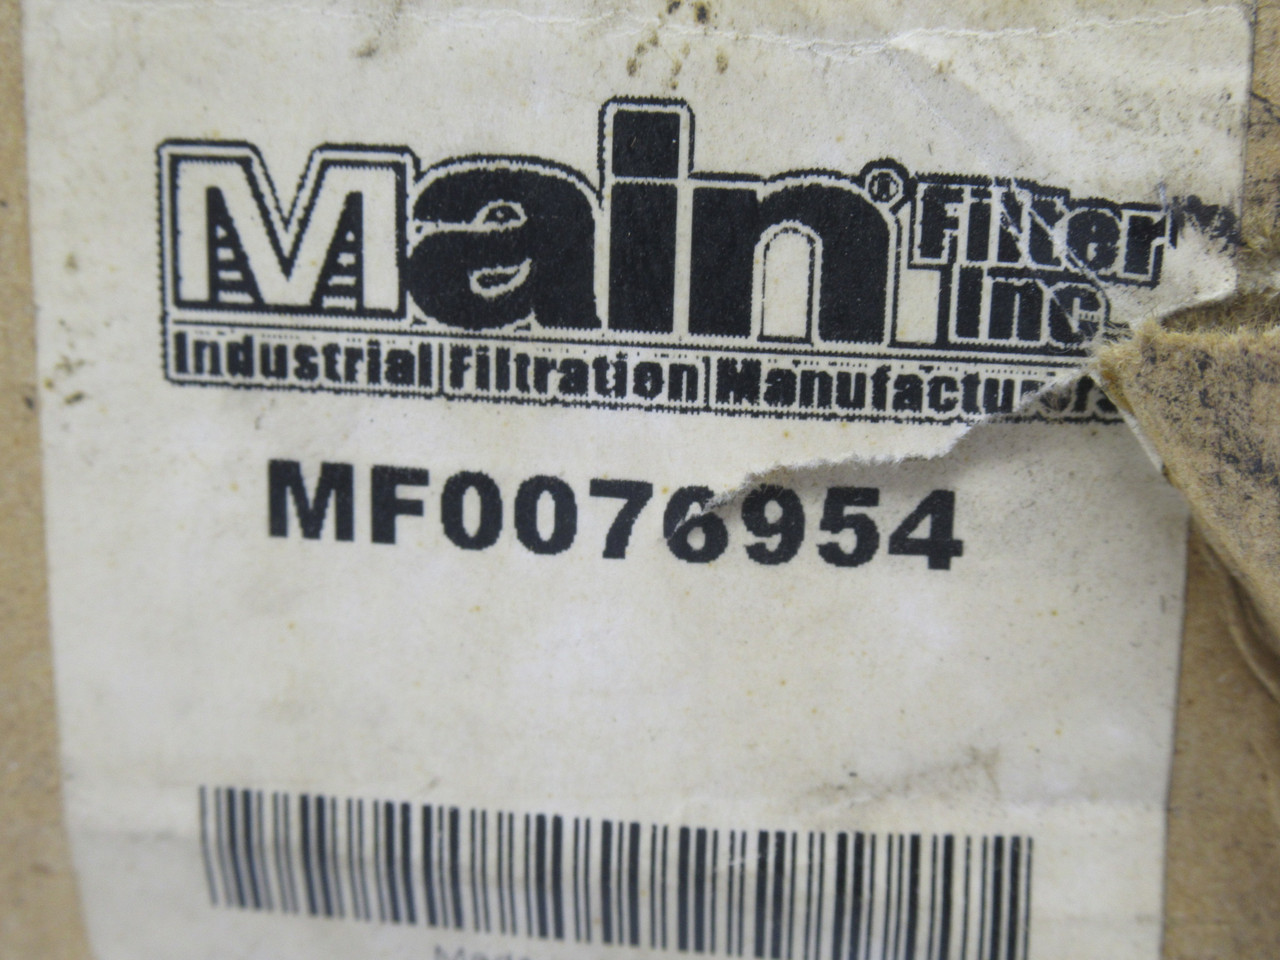 Main® Filter Inc
Industrial Filtration Manufacturers
MF0076954